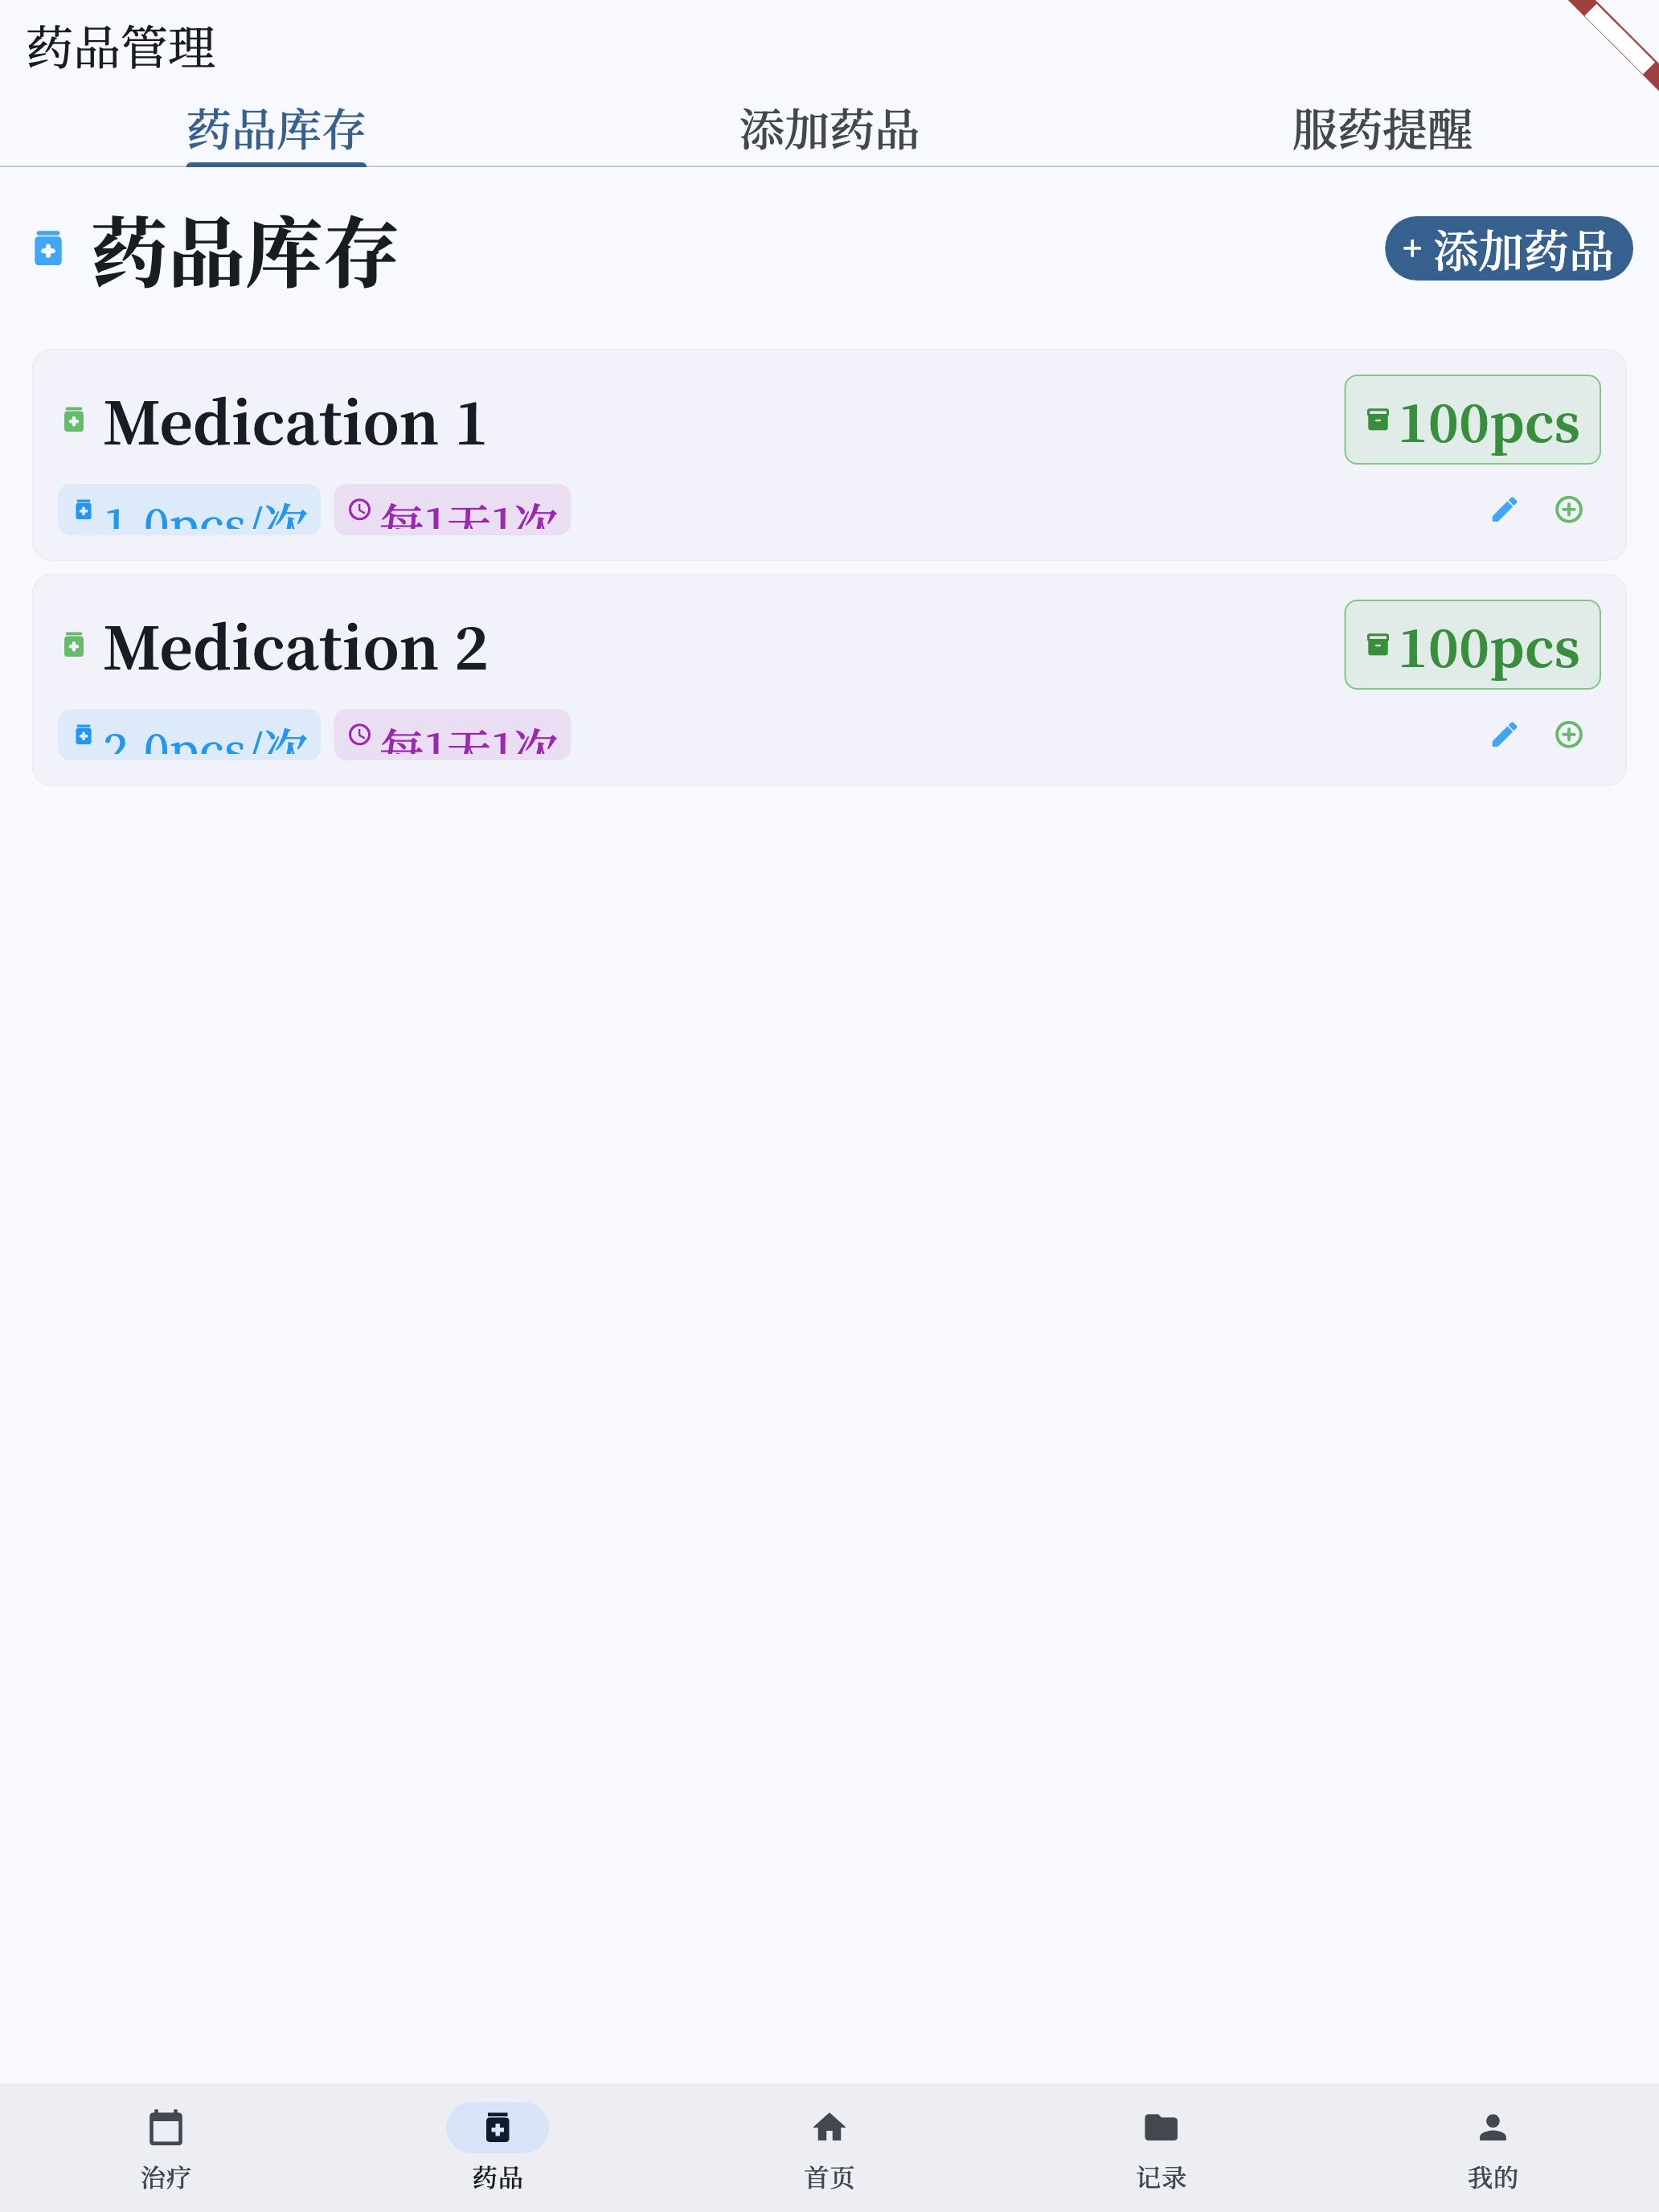 药品管理
药品库存
添加药品
服药提醒
药品库存
+ 添加药品
Medication 1
100pcs
1.0pcs/次
每1天1次
Medication 2
100pcs
2.0pcs/次
每1天1次
治疗
药品
首页
记录
我的